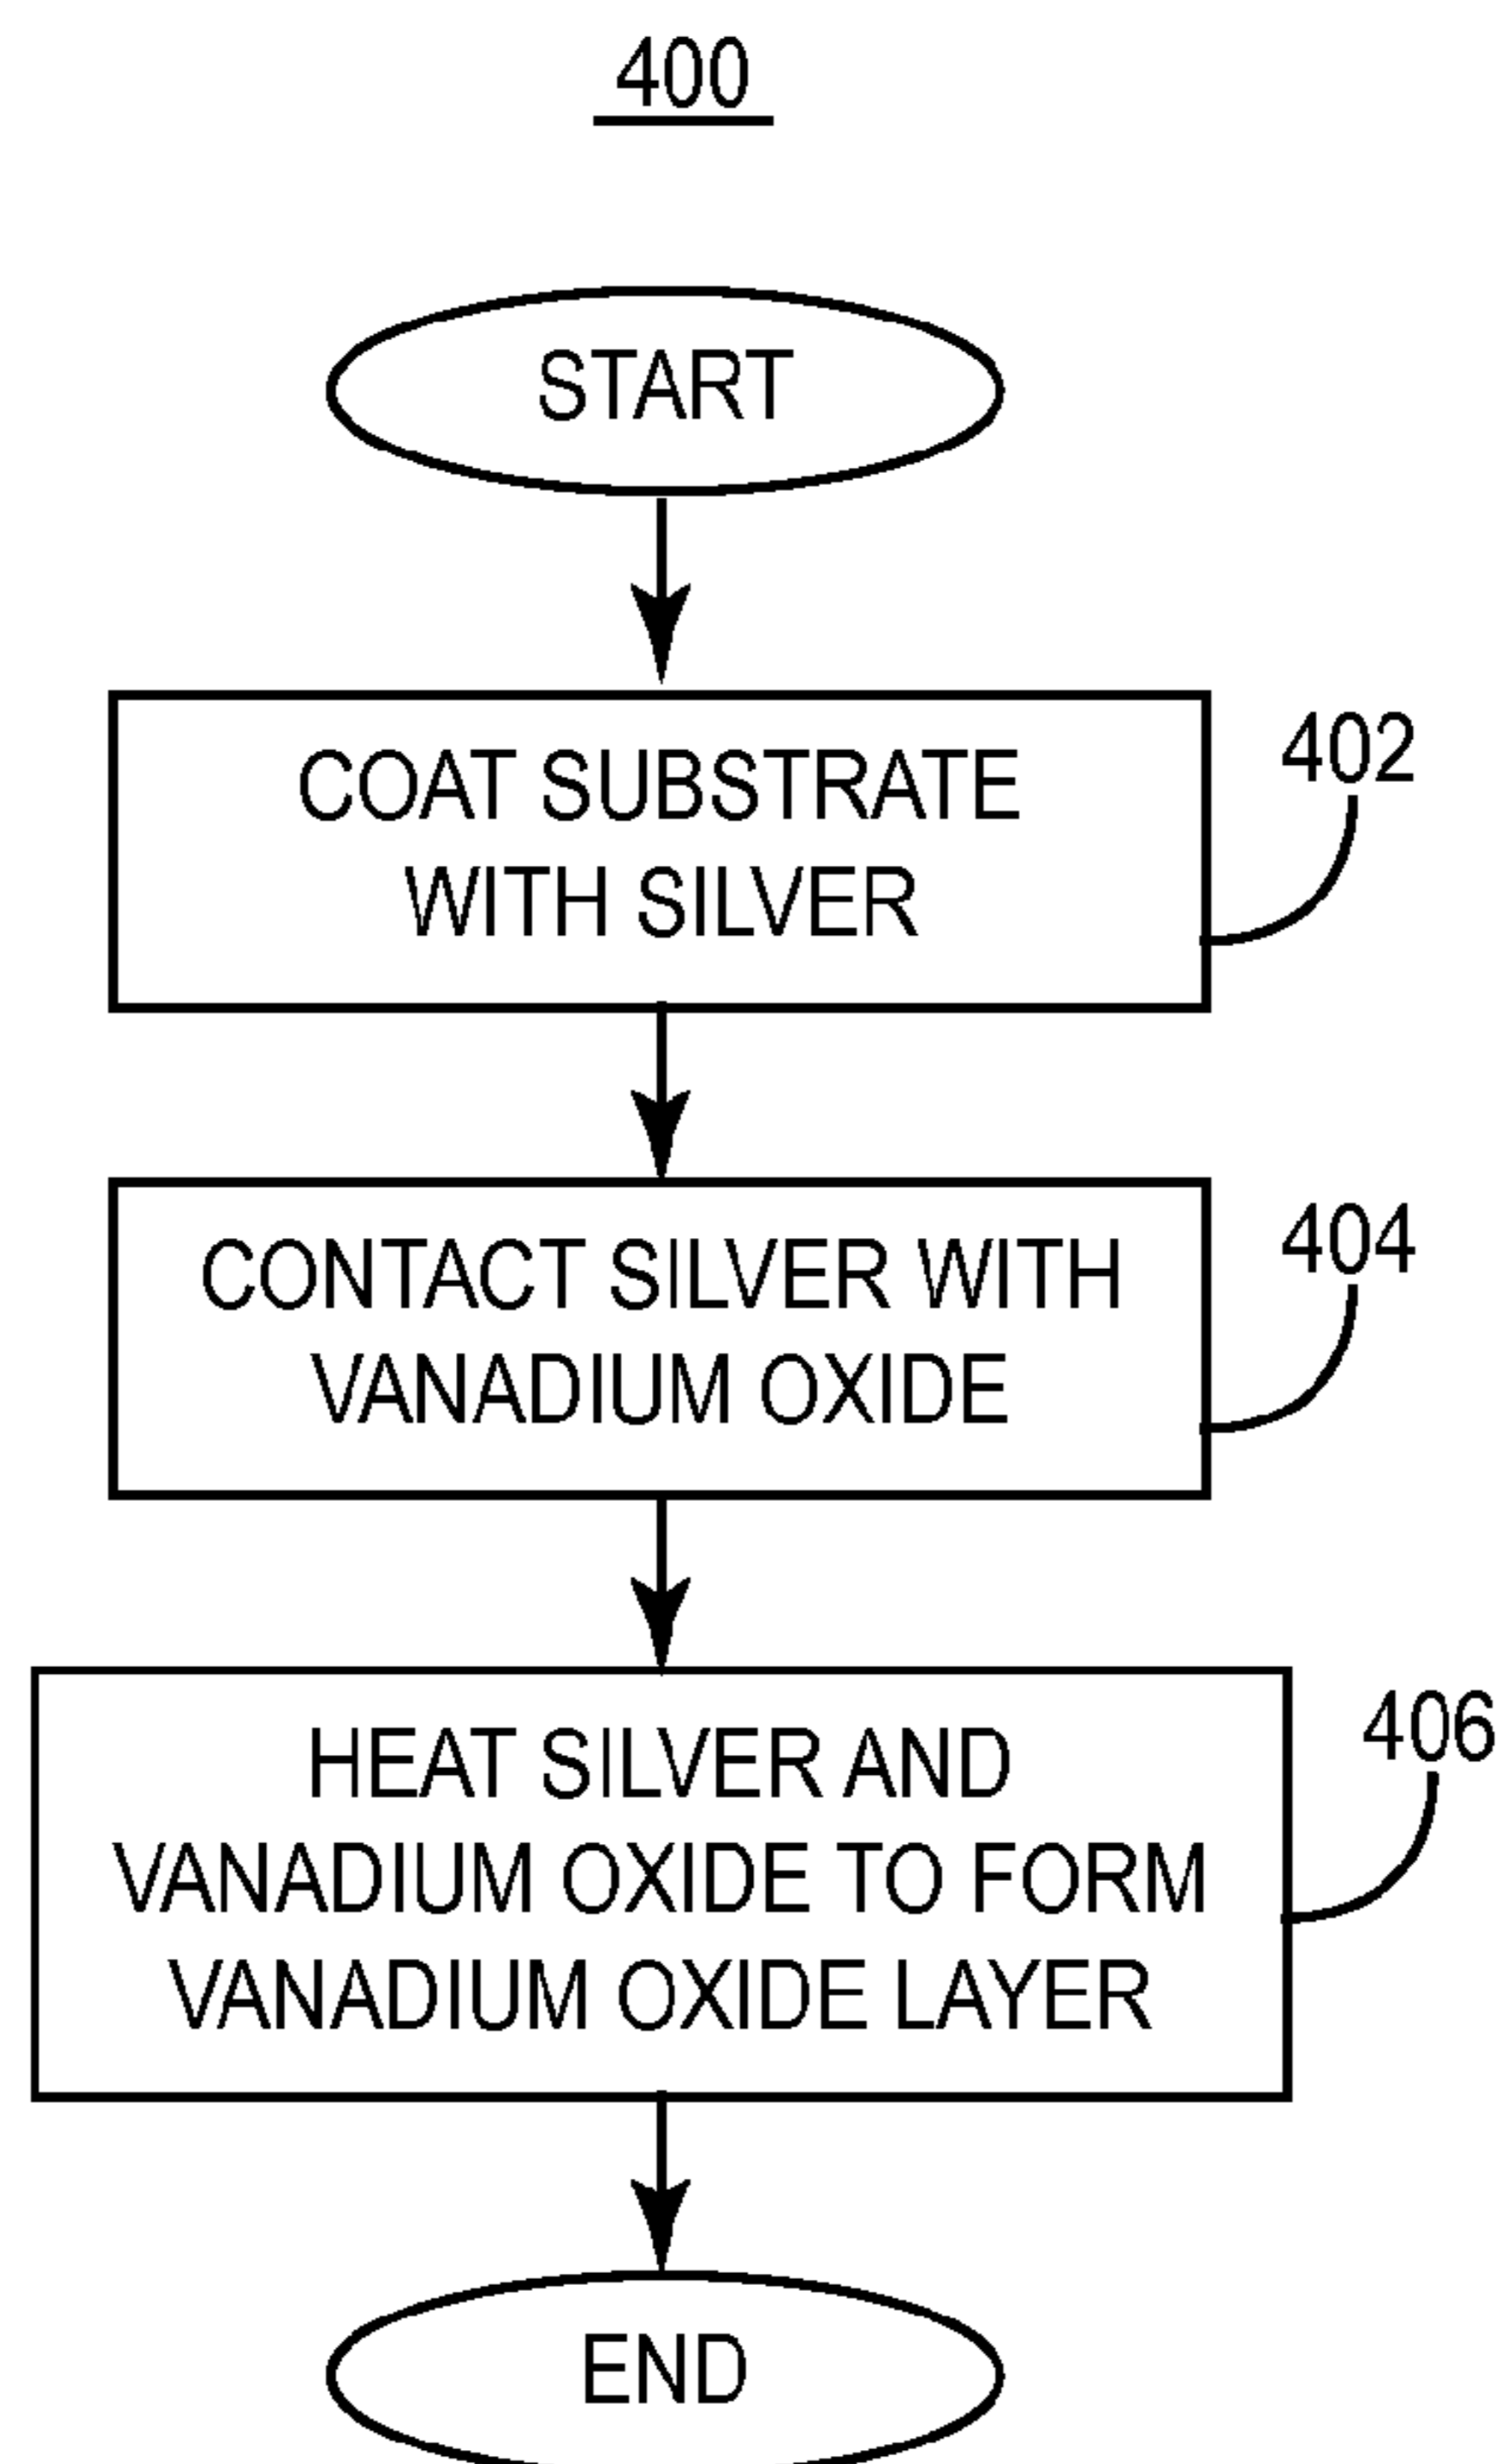 400
START
COAT SUBSTRATE
WITH SILVER
402
CONTACT SILVER WITH
VANADIUM OXIDE
404
HEAT SILVER AND
VANADIUM OXIDE TO FORM
VANADIUM OXIDE LAYER
406
END